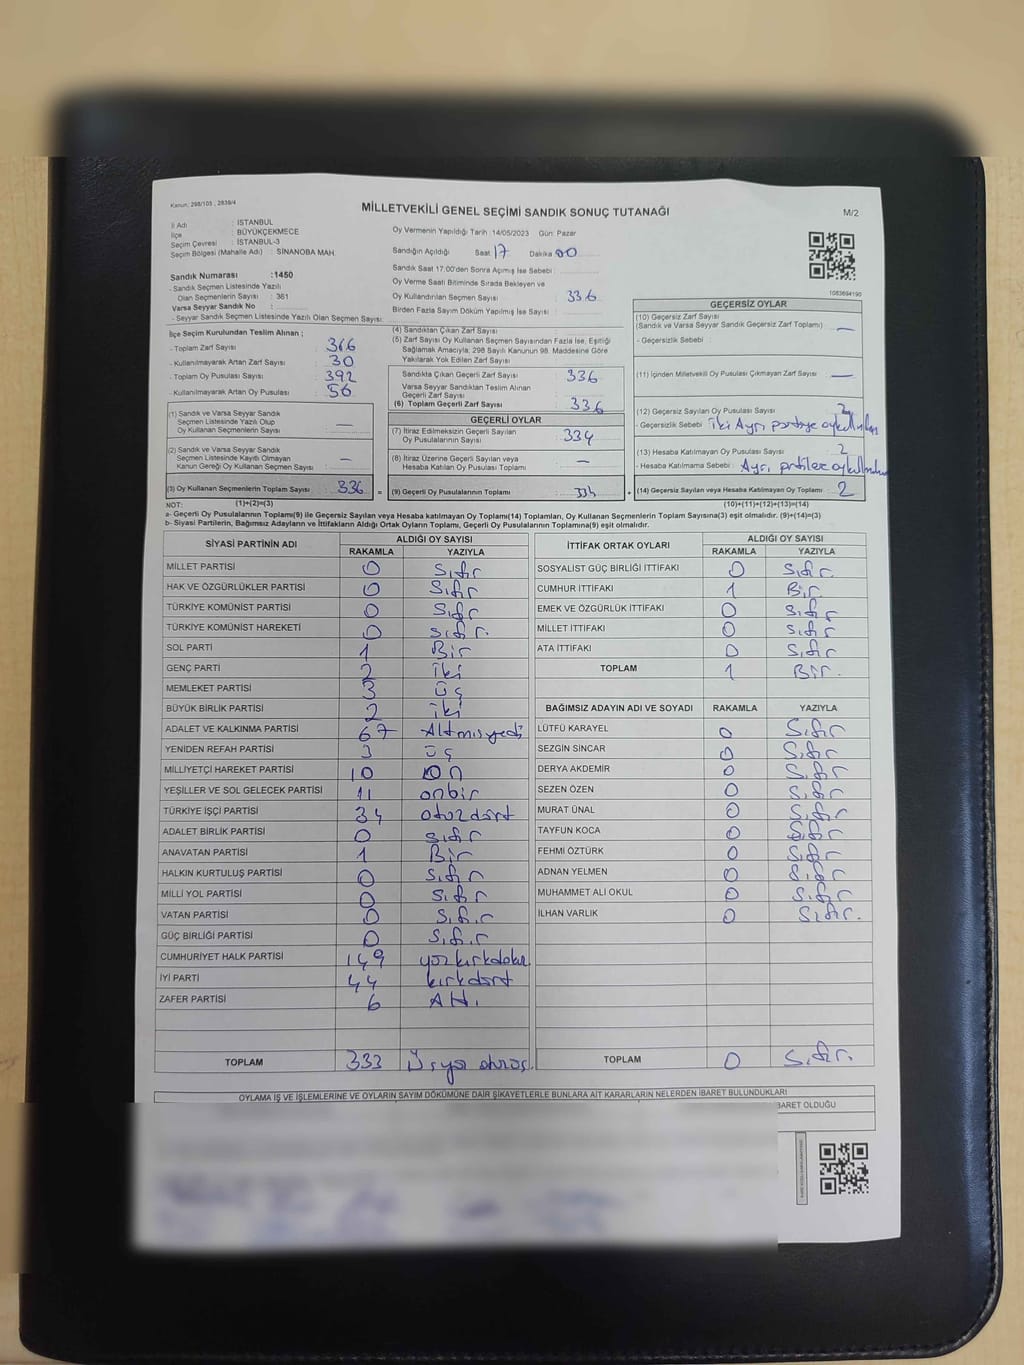 Kanun; 298/105 , 2839/4
MİLLETVEKİLİ GENEL SEÇİMİ SANDIK SONUÇ TUTANAĞI
M/2
İl Adı : İSTANBUL
İlçe : BÜYÜKÇEKMECE
Seçim Çevresi : İSTANBUL-3
Seçim Bölgesi (Mahalle Adı) : SİNANOBA MAH.
Oy Vermenin Yapıldığı Tarih 14/05/2023 Gün: Pazar
Sandığın Açıldığı Saat 17 Dakika 00
Sandık Saat 17:00'den Sonra Açımış İse Sebebi :
Oy Verme Saati Bitiminde Sırada Bekleyen ve
Oy Kullandırılan Seçmen Sayısı : 336
Birden Fazla Sayım Dökümü Yapılmış İse Sayısı :
1083694190
Sandık Numarası : 1450
- Sandık Seçmen Listesinde Yazılı
Olan Seçmenlerin Sayısı : 361
Varsa Seyyar Sandık No :
- Seyyar Sandık Seçmen Listesinde Yazılı Olan Seçmen Sayısı:
İlçe Seçim Kurulundan Teslim Alınan ;
- Toplam Zarf Sayısı : 366
- Kullanılmayarak Artan Zarf Sayısı : 30
- Toplam Oy Pusulası Sayısı : 392
- Kullanılmayarak Artan Oy Pusulası : 56
(1) Sandık ve Varsa Seyyar Sandık
Seçmen Listesinde Yazılı Olup
Oy Kullanan Seçmenlerin Sayısı : —
(2) Sandık ve Varsa Seyyar Sandık
Seçmen Listesinde Kayıtlı Olmayan
Kanun Gereği Oy Kullanan Seçmen Sayısı : —
(3) Oy Kullanan Seçmenlerin Toplam Sayısı : 336 =
(4) Sandıktan Çıkan Zarf Sayısı :
(5) Zarf Sayısı Oy Kullanan Seçmen Sayısından Fazla İse, Eşitliği
Sağlamak Amacıyla; 298 Sayılı Kanunun 98. Maddesine Göre
Yakılarak Yok Edilen Zarf Sayısı
Sandıkta Çıkan Geçerli Zarf Sayısı : 336
Varsa Seyyar Sandıktan Teslim Alınan
Geçerli Zarf Sayısı
(6) Toplam Geçerli Zarf Sayısı : 336
GEÇERLİ OYLAR
(7) İtiraz Edilmeksizin Geçerli Sayılan
Oy Pusulalarının Sayısı : 334
(8) İtiraz Üzerine Geçerli Sayılan veya
Hesaba Katılan Oy Pusulası Toplamı : —
(9) Geçerli Oy Pusulalarının Toplamı : 334 +
GEÇERSİZ OYLAR
(10) Geçersiz Zarf Sayısı
(Sandık ve Varsa Seyyar Sandık Geçersiz Zarf Toplamı) : —
- Geçersizlik Sebebi :
(11) İçinden Milletvekili Oy Pusulası Çıkmayan Zarf Sayısı : —
(12) Geçersiz Sayılan Oy Pusulası Sayısı : 2
- Geçersizlik Sebebi : iki Ayrı partiye
(13) Hesaba Katılmayan Oy Pusulası Sayısı : 2
- Hesaba Katılmama Sebebi : Ayrı
(14) Geçersiz Sayılan veya Hesaba Katılmayan Oy Toplamı : 2
NOT: (1)+(2)=(3) (10)+(11)+(12)+(13)=(14)
a- Geçerli Oy Pusulalarının Toplamı(9) ile Geçersiz Sayılan veya Hesaba katılmayan Oy Toplamı(14) Toplamları, Oy Kullanan Seçmenlerin Toplam Sayısına(3) eşit olmalıdır. (9)+(14)=(3)
b- Siyasi Partilerin, Bağımsız Adayların ve İttifakların Aldığı Ortak Oyların Toplamı, Geçerli Oy Pusulalarının Toplamına(9) eşit olmalıdır.
SİYASİ PARTİNİN ADI ALDIĞI OY SAYISI
RAKAMLA YAZIYLA
MİLLET PARTİSİ 0 Sıfır
HAK VE ÖZGÜRLÜKLER PARTİSİ 0 Sıfır
TÜRKİYE KOMÜNİST PARTİSİ 0 Sıfır
TÜRKİYE KOMÜNİST HAREKETİ 0 Sıfır.
SOL PARTİ 1 Bir
GENÇ PARTİ 2 iki
MEMLEKET PARTİSİ 3 üç
BÜYÜK BİRLİK PARTİSİ 2 iki
ADALET VE KALKINMA PARTİSİ 67 Altmışyedi
YENİDEN REFAH PARTİSİ 3 üç
MİLLİYETÇİ HAREKET PARTİSİ 10 on
YEŞİLLER VE SOL GELECEK PARTİSİ 11 onbir
TÜRKİYE İŞÇİ PARTİSİ 34 otuzdört
ADALET BİRLİK PARTİSİ 0 sıfır
ANAVATAN PARTİSİ 1 Bir
HALKIN KURTULUŞ PARTİSİ 0 Sıfır
MİLLİ YOL PARTİSİ 0 Sıfır
VATAN PARTİSİ 0 Sıfır
GÜÇ BİRLİĞİ PARTİSİ 0 Sıfır
CUMHURİYET HALK PARTİSİ 149 yüzkırkdokuz
İYİ PARTİ 44 kırkdört
ZAFER PARTİSİ 6 Altı
TOPLAM 333
İTTİFAK ORTAK OYLARI ALDIĞI OY SAYISI
RAKAMLA YAZIYLA
SOSYALİST GÜÇ BİRLİĞİ İTTİFAKI 0 Sıfır.
CUMHUR İTTİFAKI 1 Bir
EMEK VE ÖZGÜRLÜK İTTİFAKI 0 Sıfır
MİLLET İTTİFAKI 0 Sıfır
ATA İTTİFAKI 0 Sıfır
TOPLAM 1 Bir.
BAĞIMSIZ ADAYIN ADI VE SOYADI RAKAMLA YAZIYLA
LÜTFÜ KARAYEL 0 Sıfır
SEZGİN SİNCAR 0 Sıfır
DERYA AKDEMİR 0 Sıfır
SEZEN ÖZEN 0 Sıfır
MURAT ÜNAL 0 Sıfır
TAYFUN KOCA 0 Sıfır
FEHMİ ÖZTÜRK 0 Sıfır
ADNAN YELMEN 0 Sıfır
MUHAMMET ALİ OKUL 0 Sıfır
İLHAN VARLIK 0 Sıfır.
TOPLAM 0 Sıfır.
OYLAMA İŞ VE İŞLEMLERİNE VE OYLARIN SAYIM DÖKÜMÜNE DAİR ŞİKAYETLERLE BUNLARA AİT KARARLARIN NELERDEN İBARET BULUNDUKLARI
BARET OLDUĞU